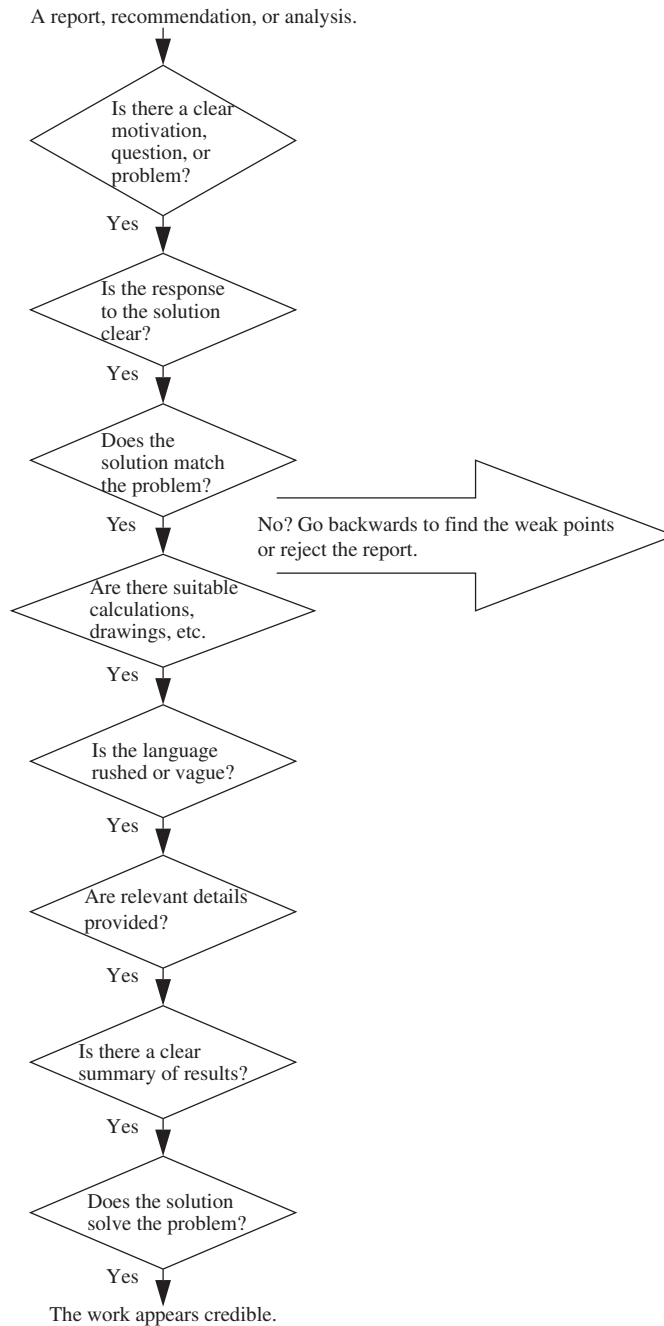 A report, recommendation, or analysis.
Is there a clear
motivation,
question, or
problem?
Yes
Is the response
to the solution
clear?
Yes
Does the
solution match
the problem?
Yes
No? Go backwards to find the weak points
or reject the report.
Are there suitable
calculations,
drawings, etc.
Yes
Is the language
rushed or vague?
Yes
Are relevant details
provided?
Yes
Is there a clear
summary of results?
Yes
Does the solution
solve the problem?
Yes
The work appears credible.